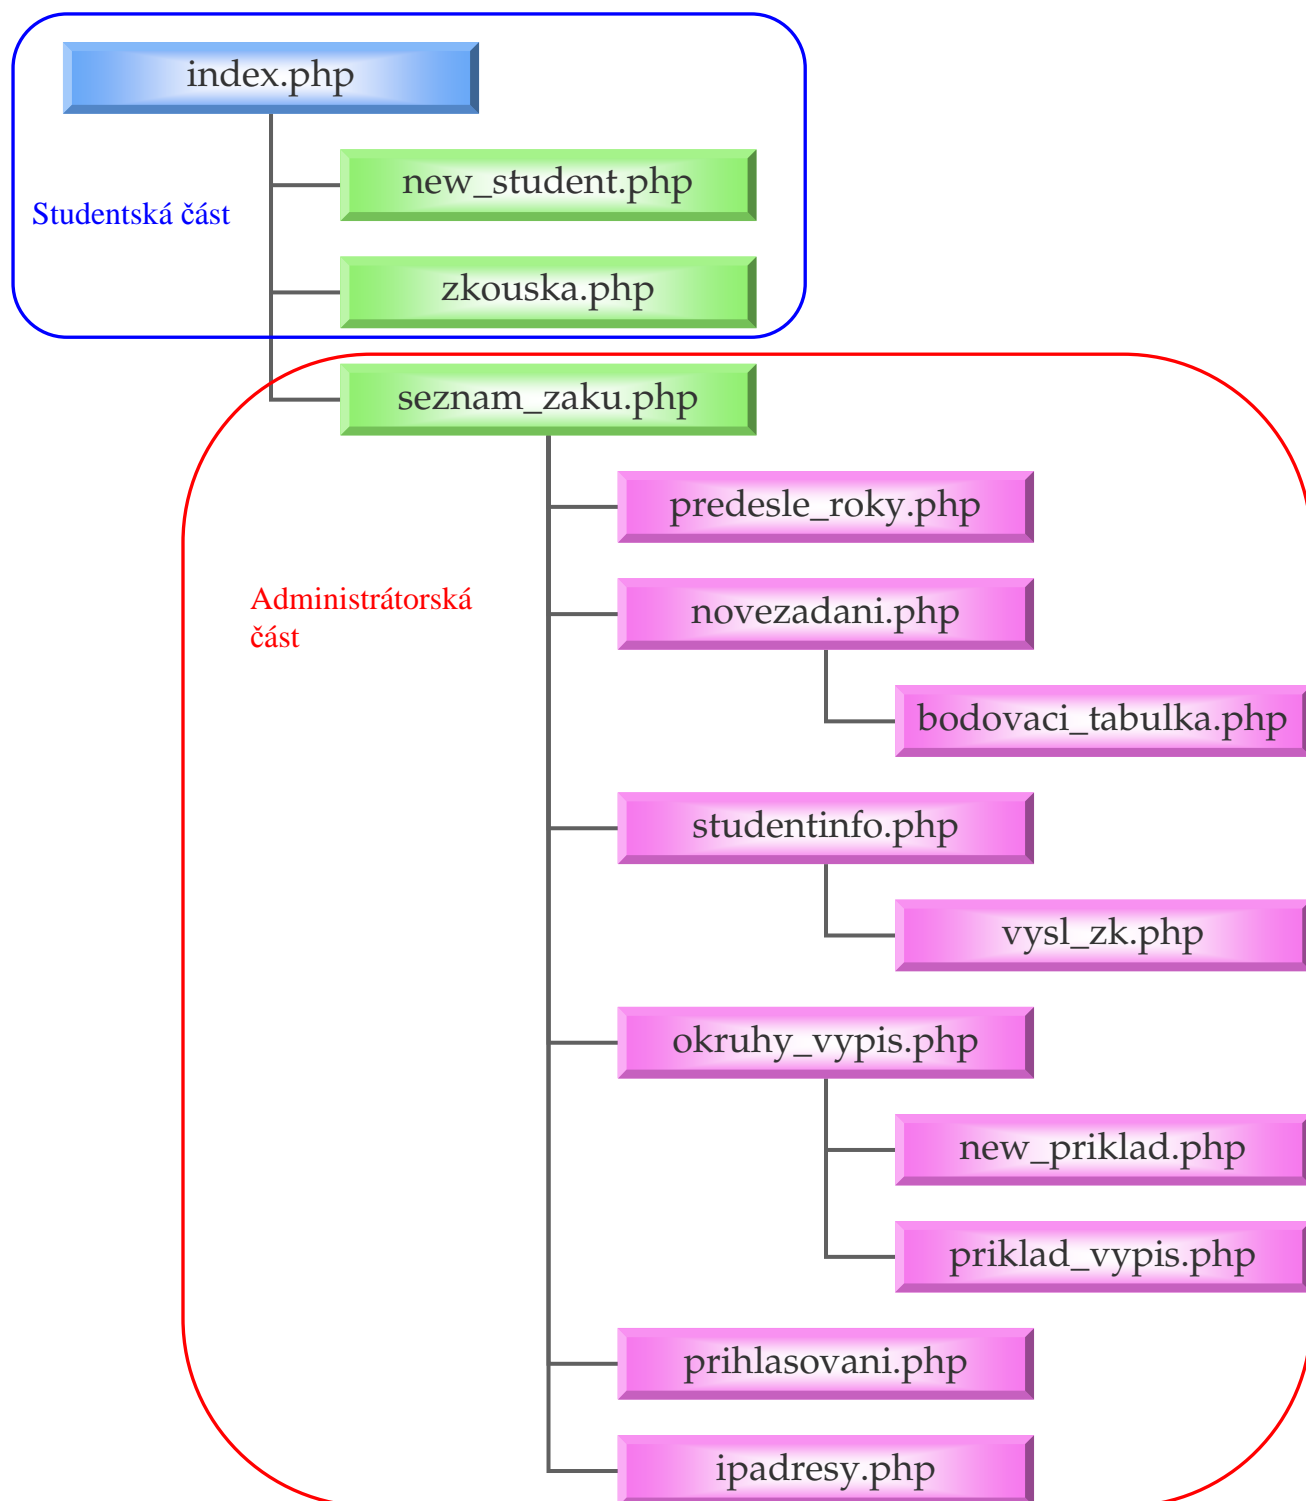 index.php
new_student.php
Studentská část
zkouska.php
seznam_zaku.php
predesle_roky.php
Administrátorská
část
novezadani.php
bodovaci_tabulka.php
studentinfo.php
vysl_zk.php
okruhy_vypis.php
new_priklad.php
priklad_vypis.php
prihlasovani.php
ipadresy.php